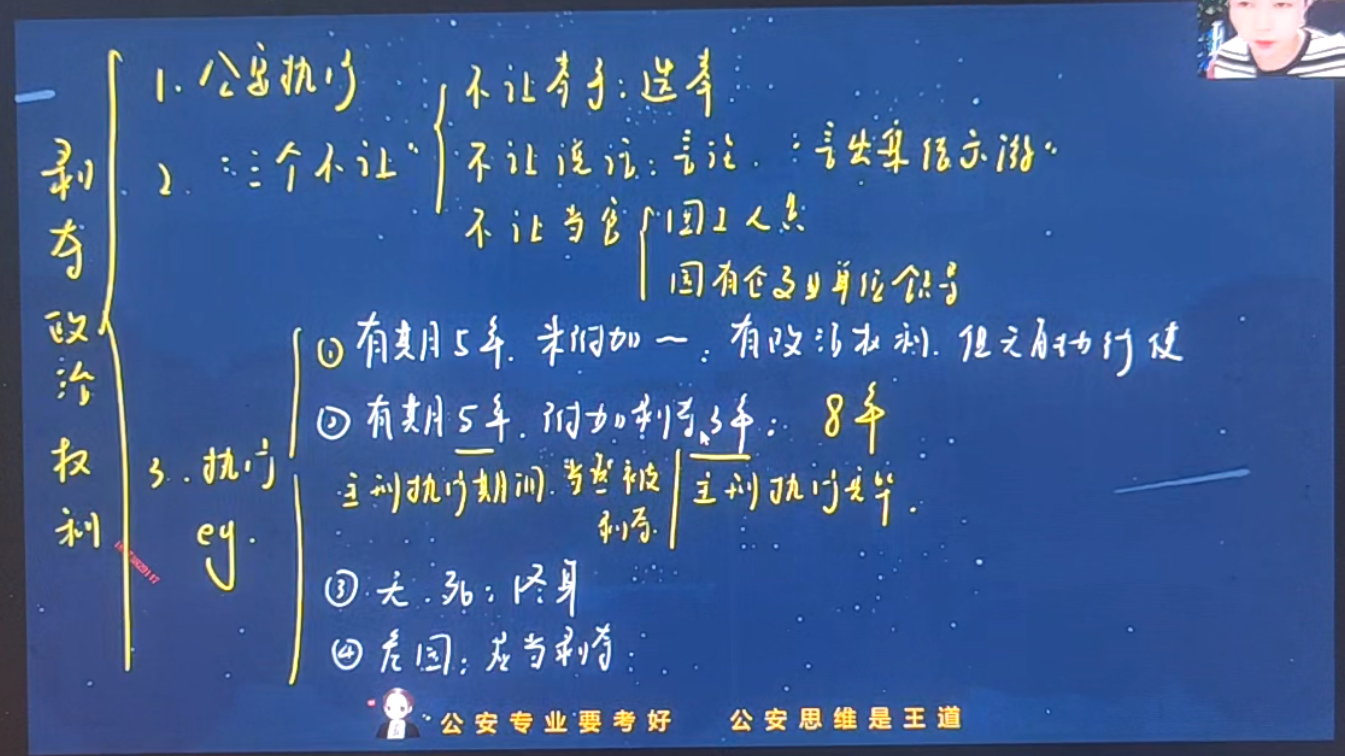 剥夺政治权利
1. 公安执行
2. “三个不让”
不让举手：选举
不让说话：言论.“言出集结示游”
不让当官
国工人员
国有企事业单位领导
3. 执行
eg.
① 有期5年.未附加一：有政治权利.但无自由行使
② 有期5年.附加剥夺3年：8年
主刑执行期间.当然被剥夺
主刑执行完毕.
③ 无.死：终身
④ 危国：应当剥夺
公安专业要考好 公安思维是王道